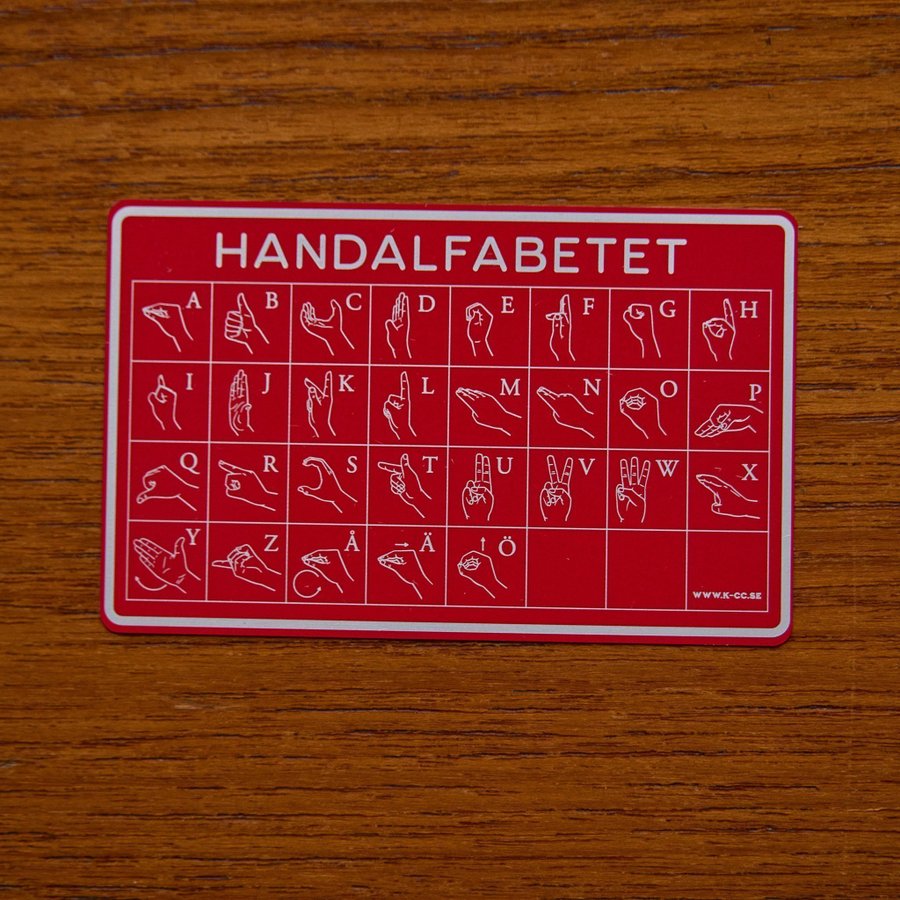 HANDALFABETET
A B C D E F G H
I J K L M N O P
Q R S T U V W X
Y Z Å Ä Ö
WWW.K-CC.SE